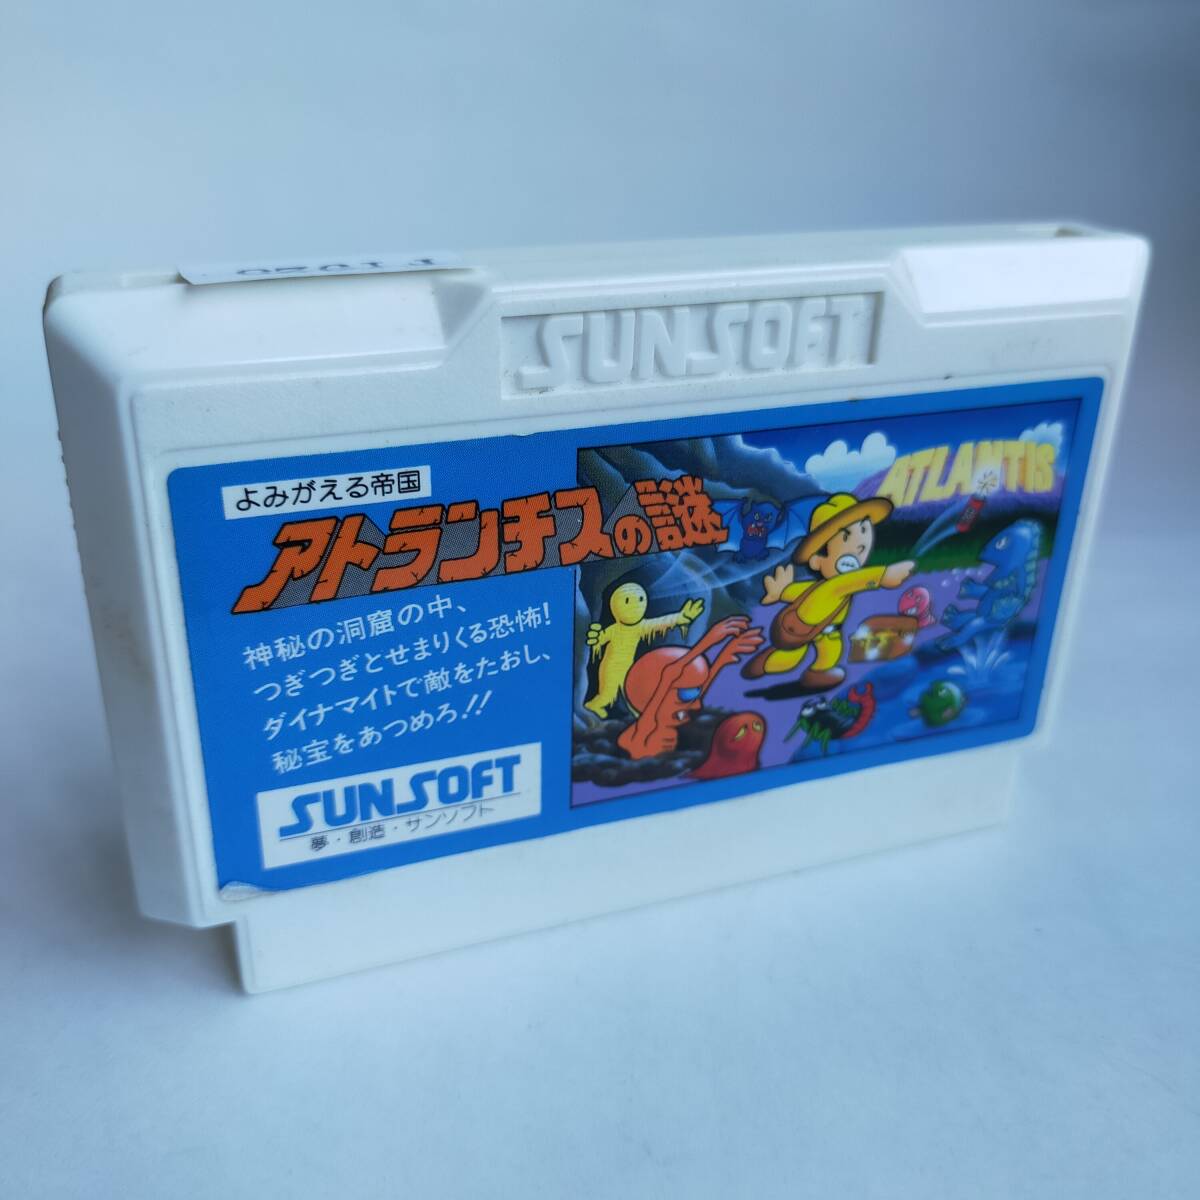 SUNSOFT
よみがえる帝国
アトランチスの謎
ATLANTIS
神秘の洞窟の中、
つぎつぎとせまりくる恐怖!
ダイナマイトで敵をたおし、
秘宝をあつめろ!!
SUNSOFT
夢・創造・サンソフト